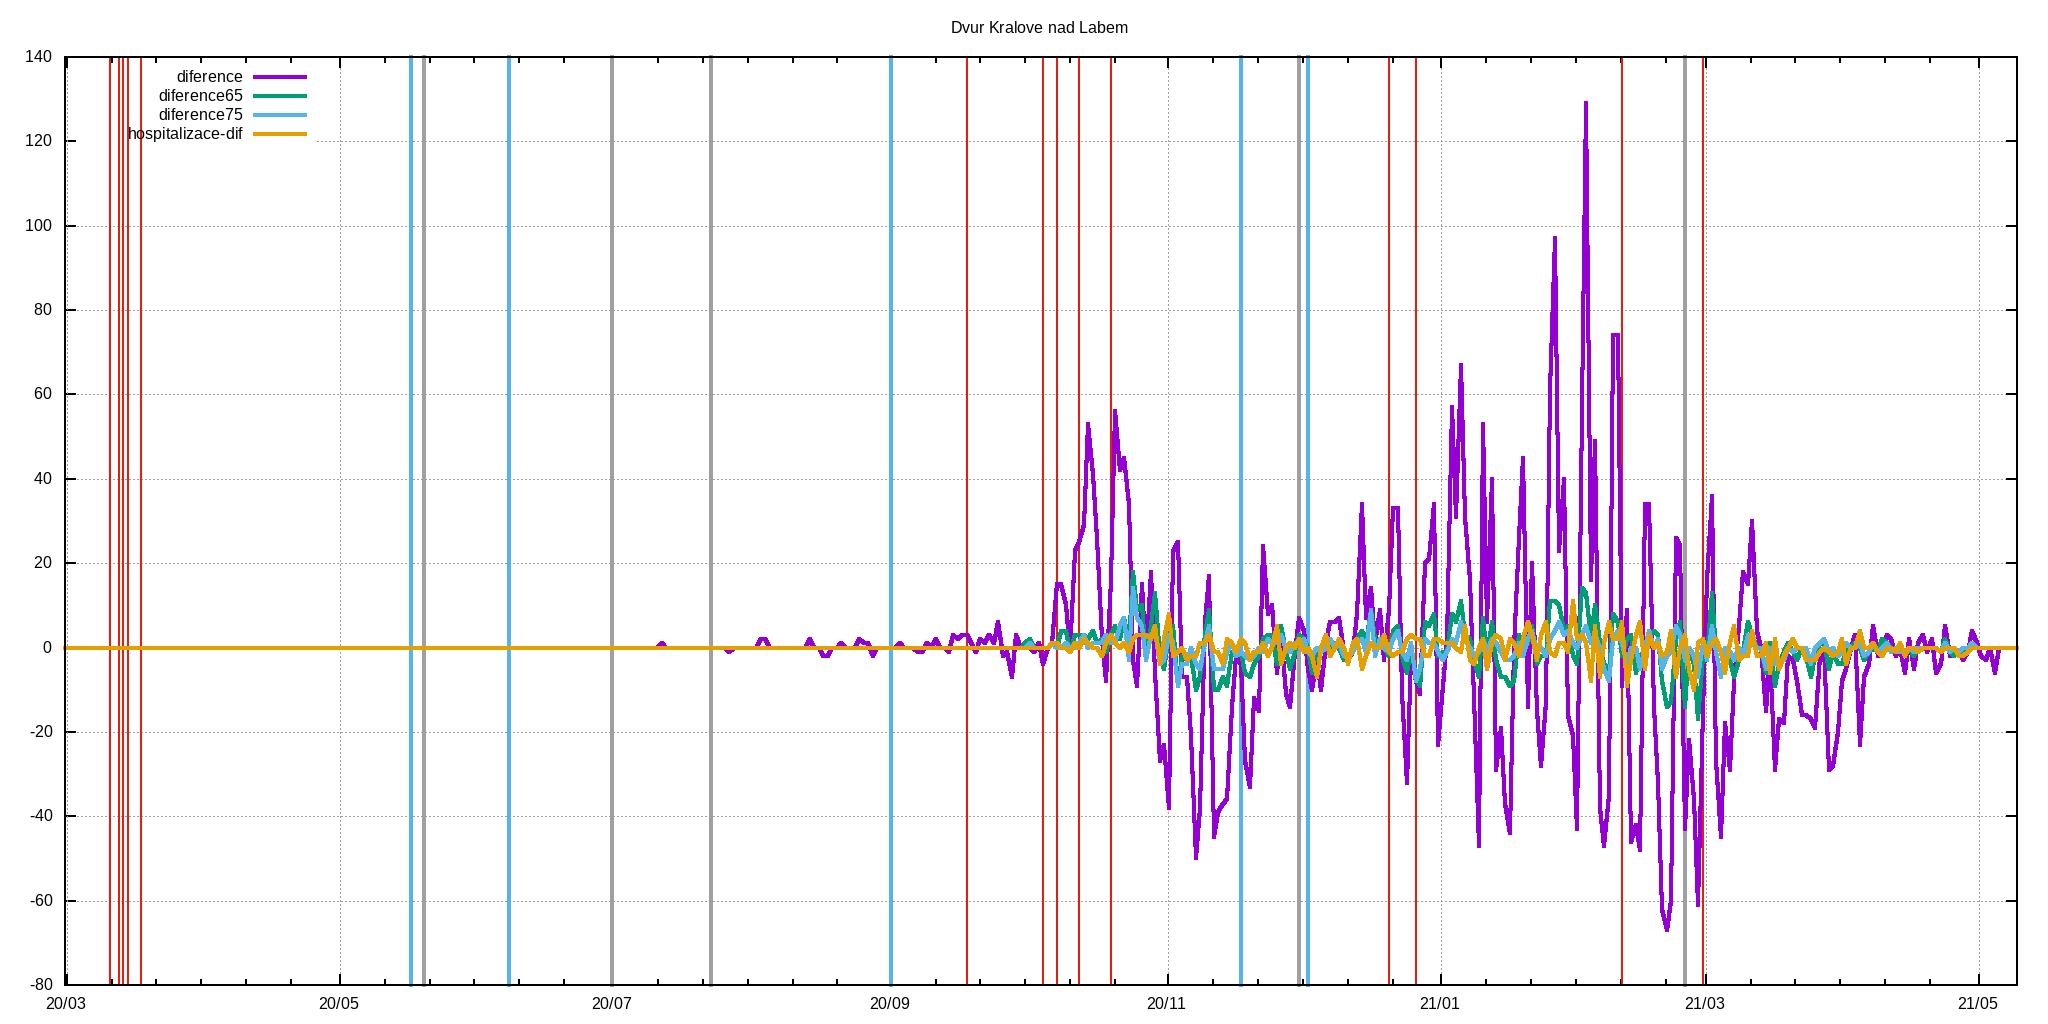 Dvur Kralove nad Labem
140
120
100
80
60
40
20
0
-20
-40
-60
-80
diference
diference65
diference75
hospitalizace-dif
20/03 20/05 20/07 20/09 20/11 21/01 21/03 21/05